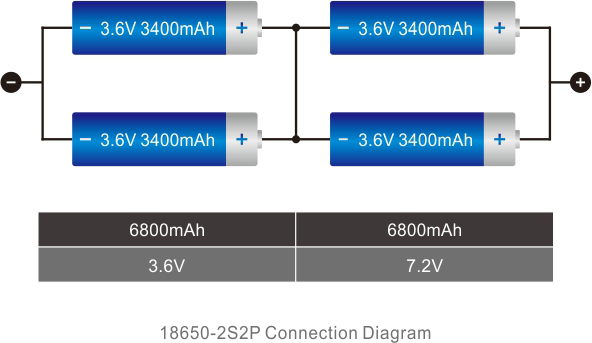 − 3.6V 3400mAh + − 3.6V 3400mAh +
− +
− 3.6V 3400mAh + − 3.6V 3400mAh +
6800mAh 6800mAh
3.6V 7.2V
18650-2S2P Connection Diagram